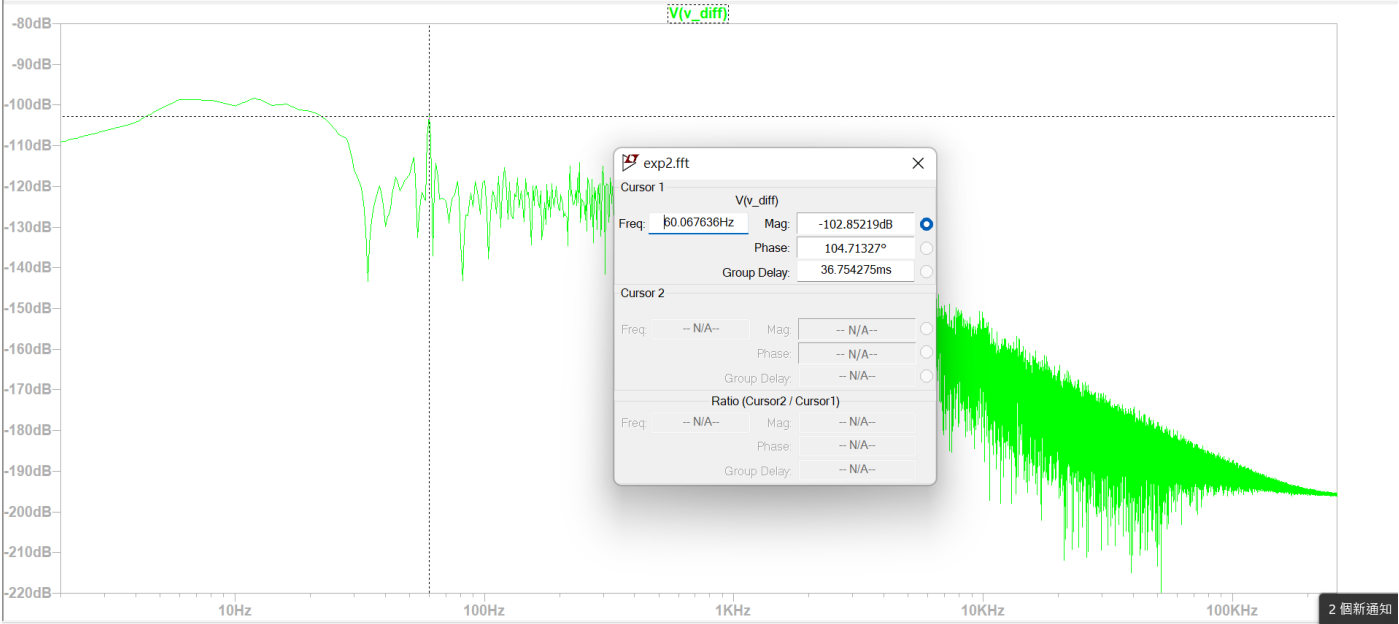 V(v_diff)
-80dB
-90dB
-100dB
-110dB
-120dB
-130dB
-140dB
-150dB
-160dB
-170dB
-180dB
-190dB
-200dB
-210dB
-220dB
10Hz 100Hz 1KHz 10KHz 100KHz
exp2.fft
Cursor 1
V(v_diff)
Freq: 60.067636Hz Mag: -102.85219dB
Phase: 104.71327°
Group Delay: 36.754275ms
Cursor 2
Freq: -- N/A-- Mag: -- N/A--
Phase: -- N/A--
Group Delay: -- N/A--
Ratio (Cursor2 / Cursor1)
Freq: -- N/A-- Mag: -- N/A--
Phase: -- N/A--
Group Delay: -- N/A--
2 個新通知